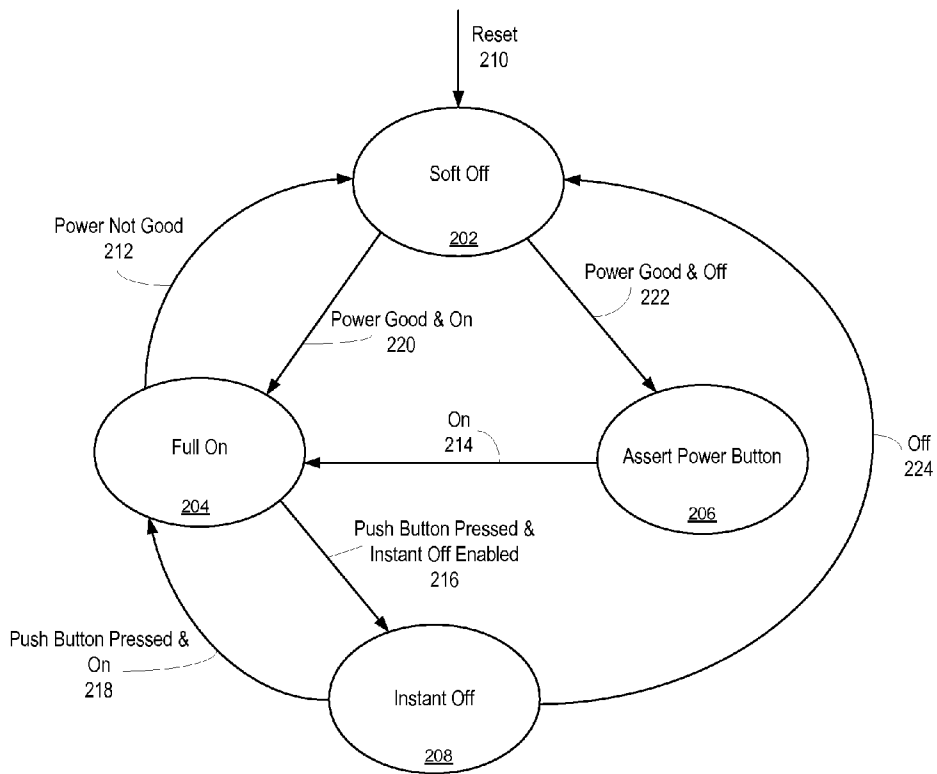 Reset
210
Soft Off
202
Power Not Good
212
Power Good & Off
222
Power Good & On
220
On
214
Full On
204
Assert Power Button
206
Off
224
Push Button Pressed &
Instant Off Enabled
216
Push Button Pressed &
On
218
Instant Off
208